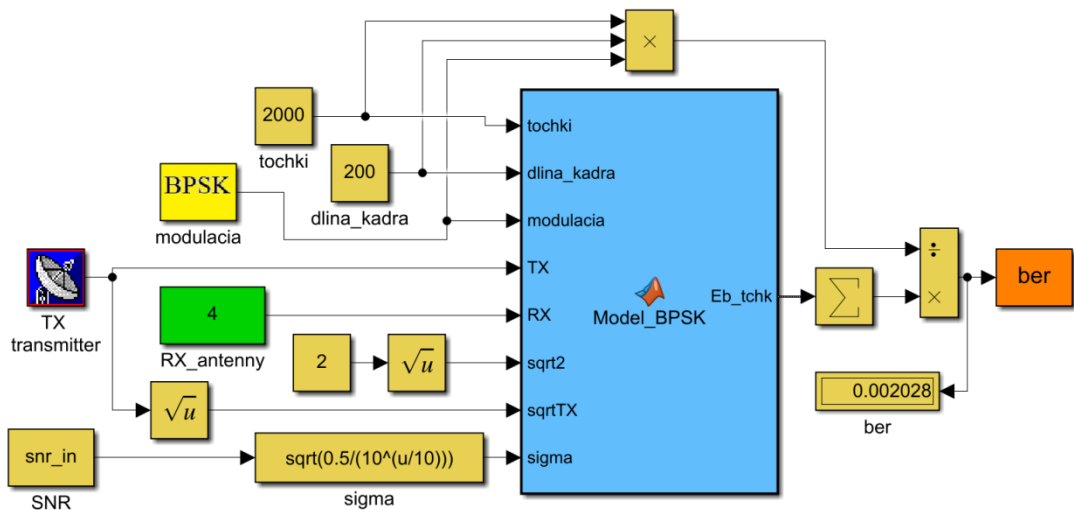 ×
2000
tochki
tochki
200
dlina_kadra
dlina_kadra
BPSK
modulacia
modulacia
÷
×
ber
TX
transmitter
TX
4
RX_antenny
RX
Model_BPSK
Eb_tchk
Σ
2
√u
sqrt2
√u
sqrtTX
0.002028
ber
snr_in
SNR
sqrt(0.5/(10^(u/10)))
sigma
sigma